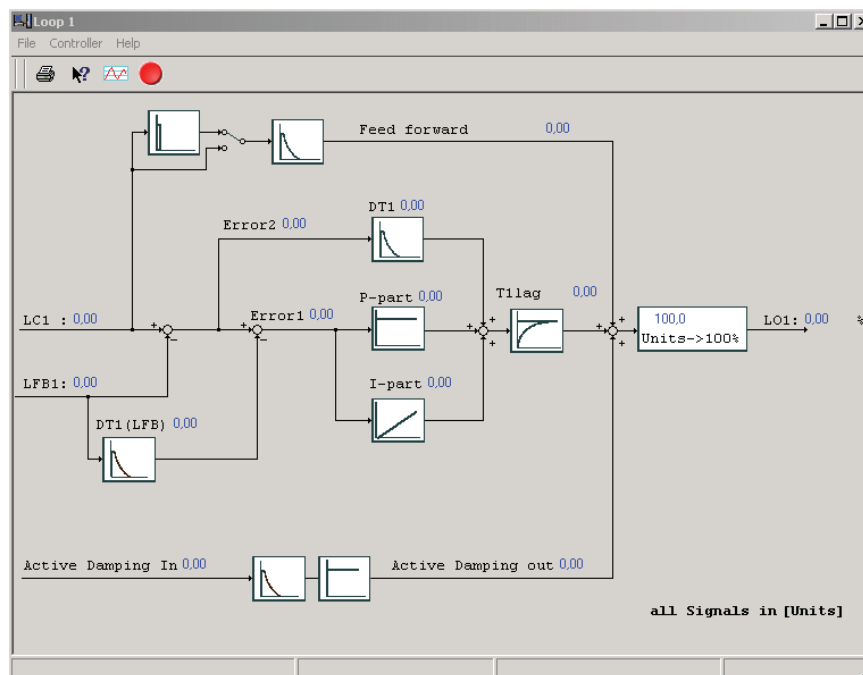 Loop 1
File Controller Help
Feed forward 0,00
DT1 0,00
Error2 0,00
P-part 0,00
T1lag 0,00
Error1 0,00
LC1 : 0,00
100,0
Units->100%
LO1: 0,00 %
LFB1: 0,00
I-part 0,00
DT1(LFB) 0,00
Active Damping In 0,00
Active Damping out 0,00
all Signals in [Units]